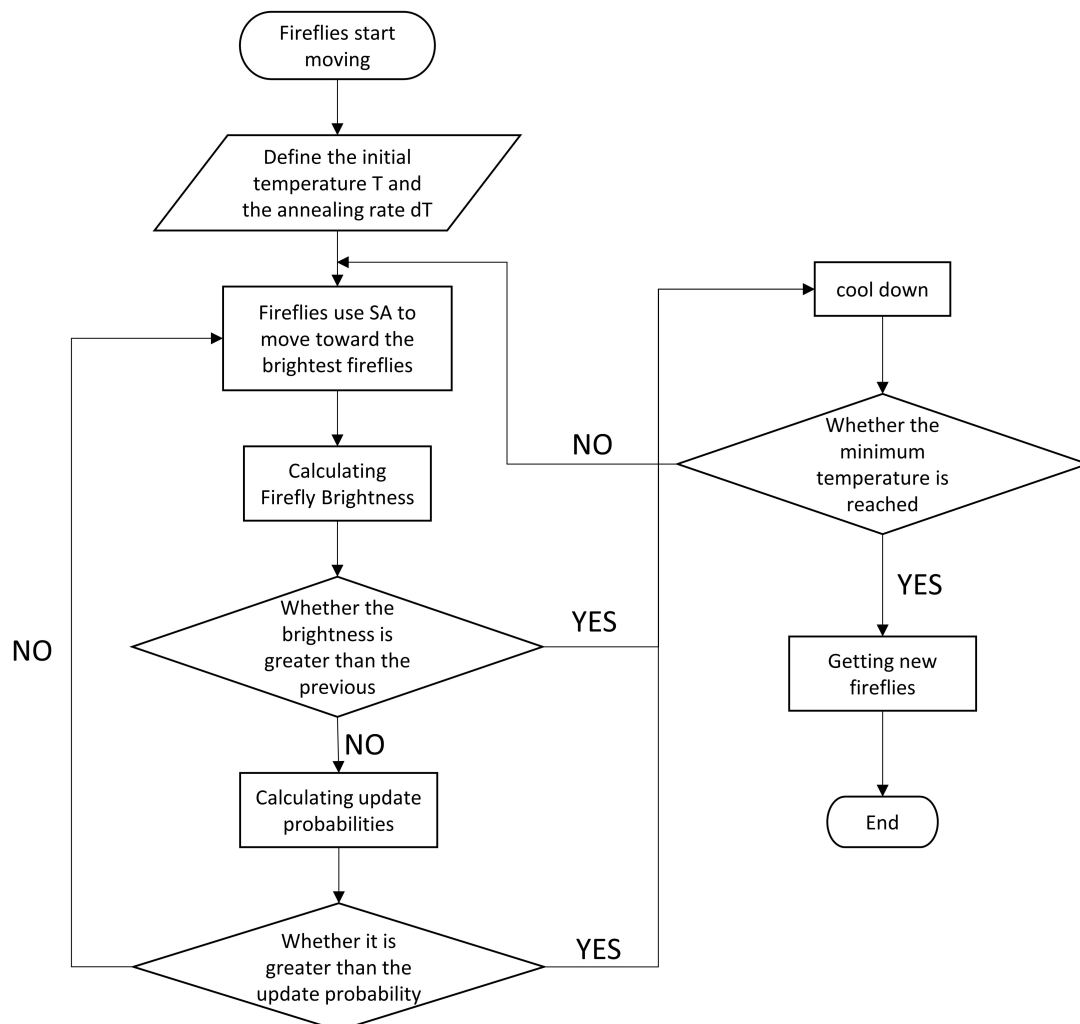 Fireflies start
moving
Define the initial
temperature T and
the annealing rate dT
Fireflies use SA to
move toward the
brightest fireflies
Calculating
Firefly Brightness
Whether the
brightness is
greater than the
previous
YES
NO
Calculating update
probabilities
Whether it is
greater than the
update probability
YES
NO
cool down
Whether the
minimum
temperature is
reached
NO
YES
Getting new
fireflies
End